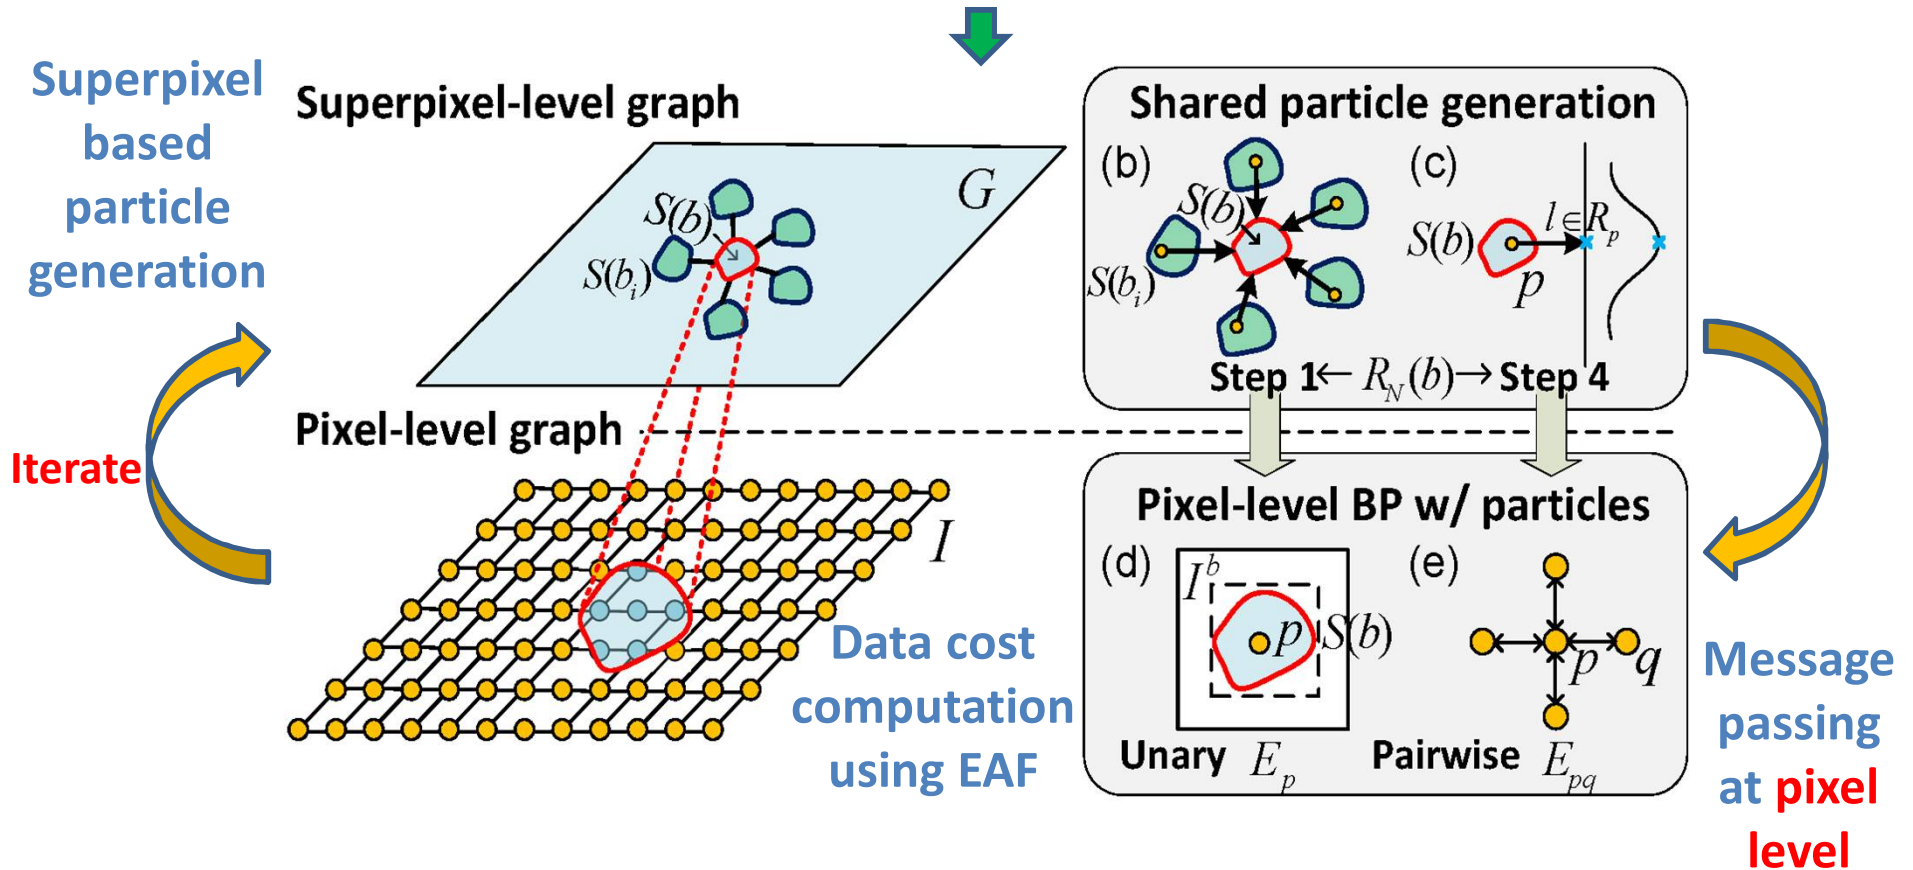 Superpixel
based
particle
generation
Iterate
Superpixel-level graph
G
S(b)
S(b_i)
Pixel-level graph
I
Data cost
computation
using EAF
Shared particle generation
(b)
S(b)
S(b_i)
(c)
S(b)
l∈R_p
p
Step 1← R_N(b)→ Step 4
Pixel-level BP w/ particles
(d)
I^b
p
S(b)
Unary E_p
(e)
p
q
Pairwise E_pq
Message
passing
at pixel
level